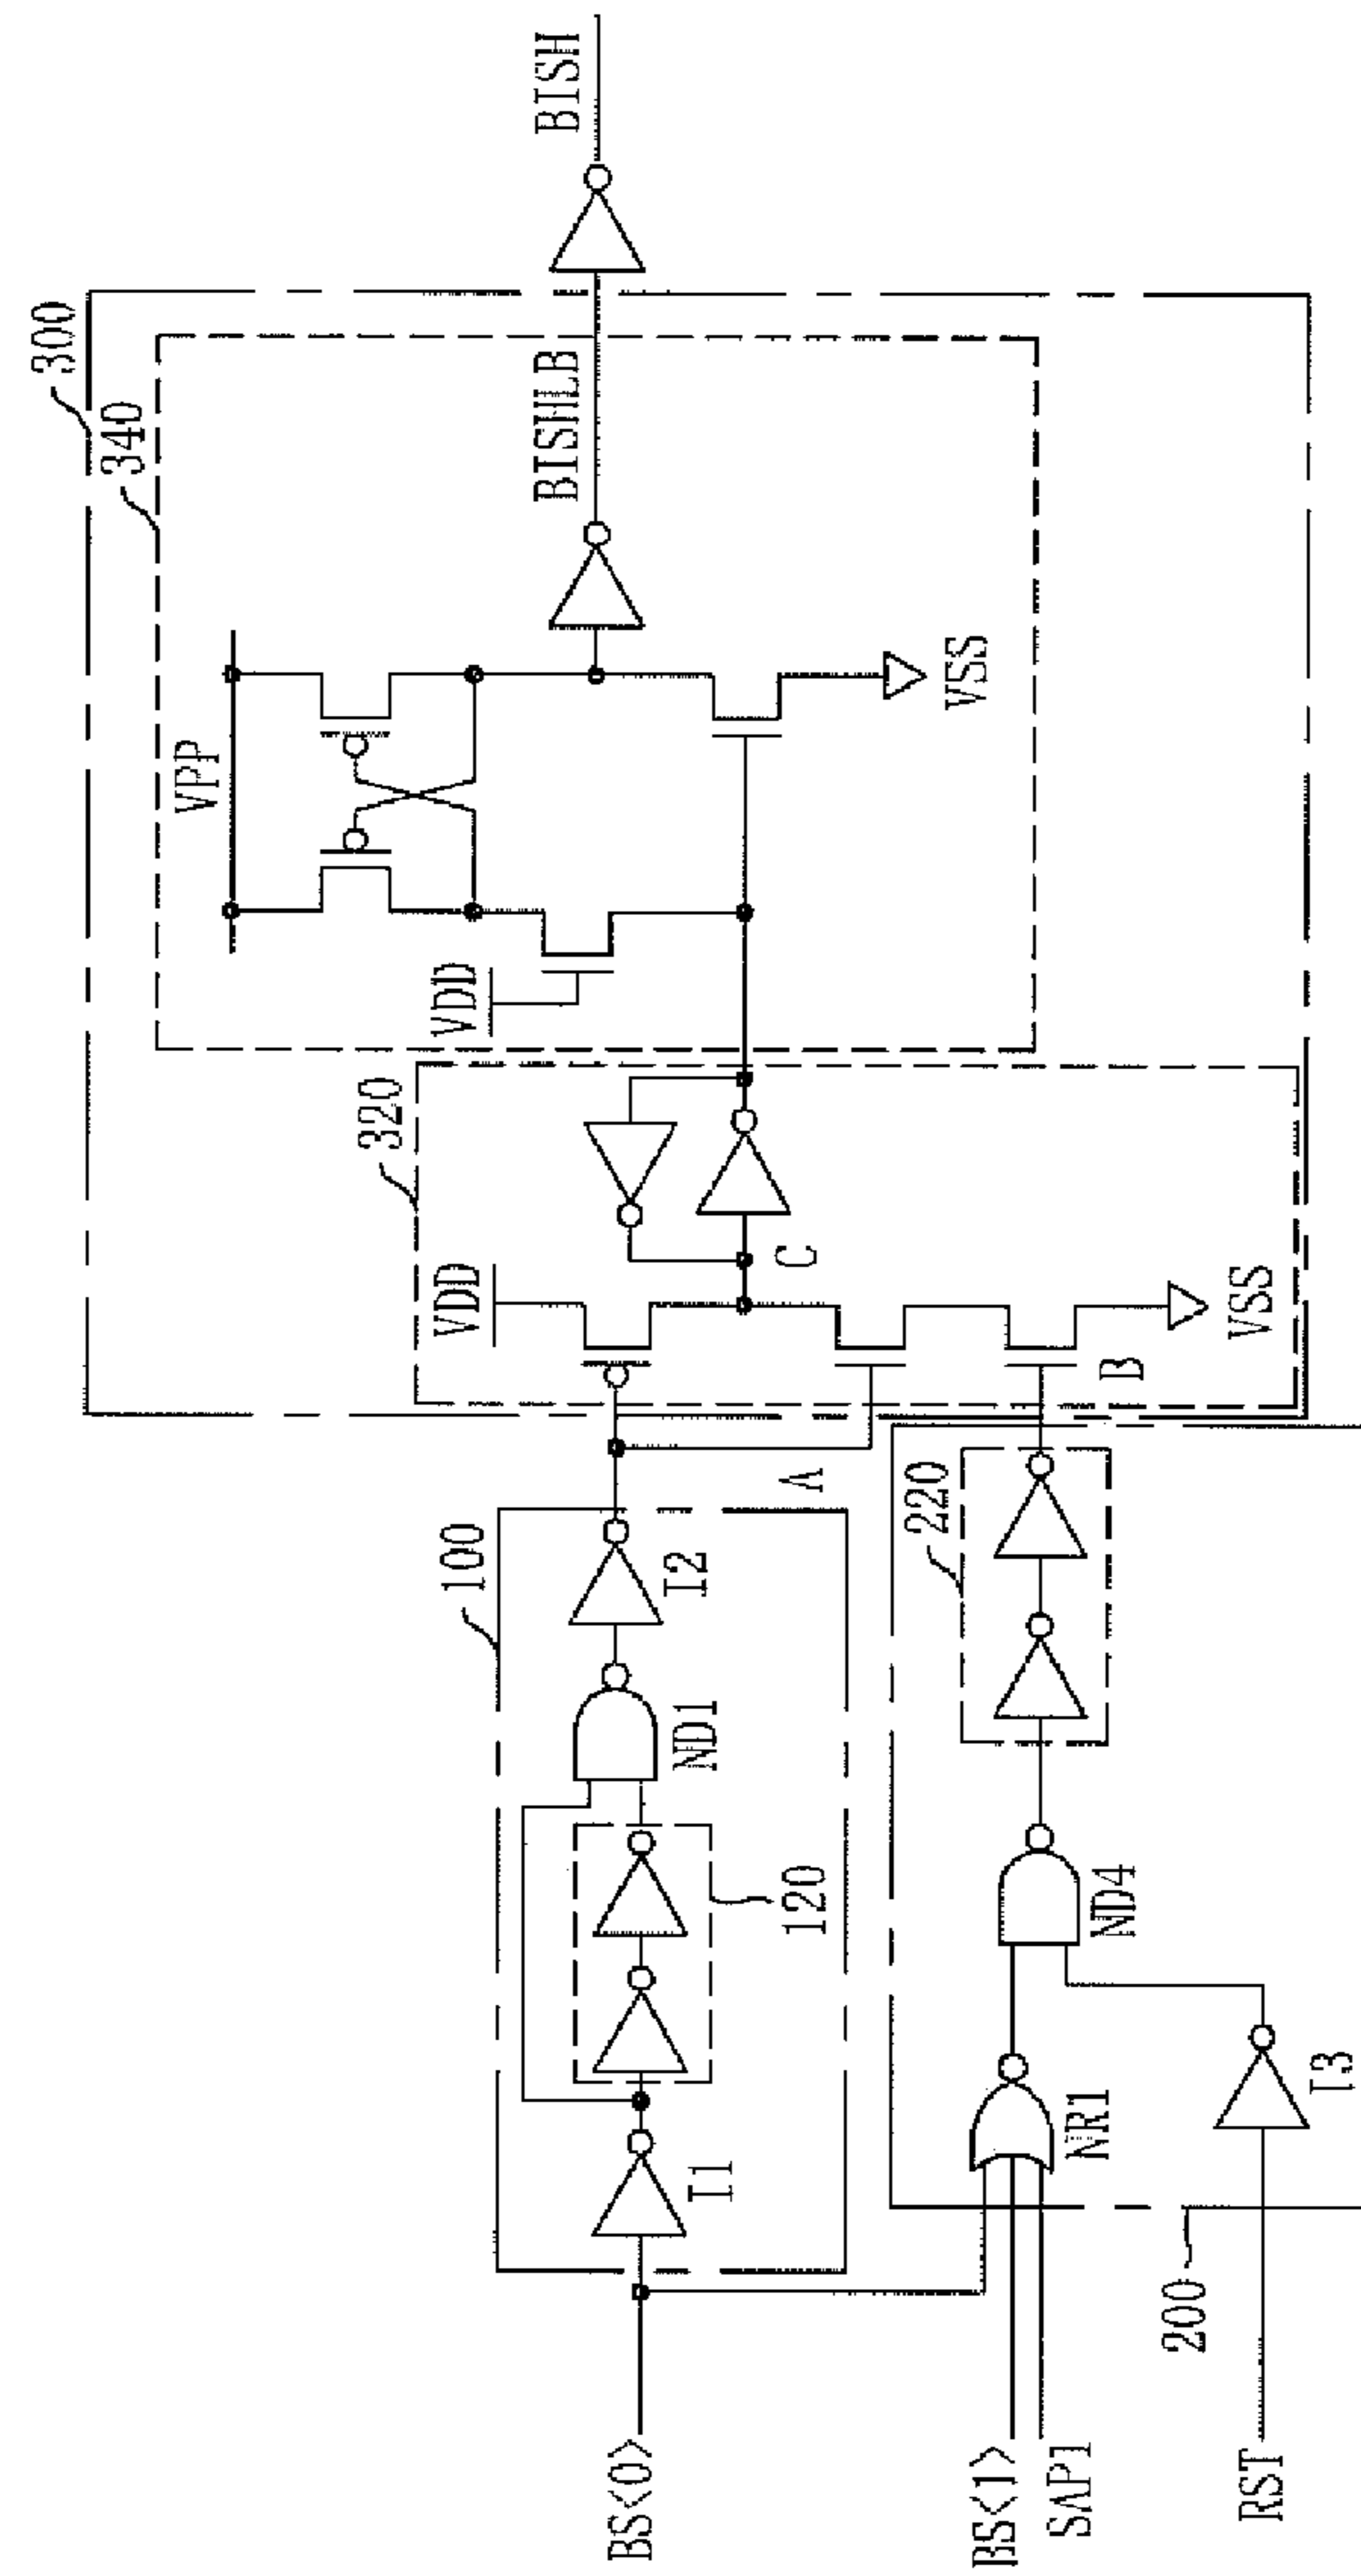 BS<0>
BS<1>
SAP1
RST
200
I1
NR1
I3
120
ND1
ND4
100
I2
220
A
B
C
VDD
VSS
320
VDD
VPP
VSS
340
300
BISHLB
BISH